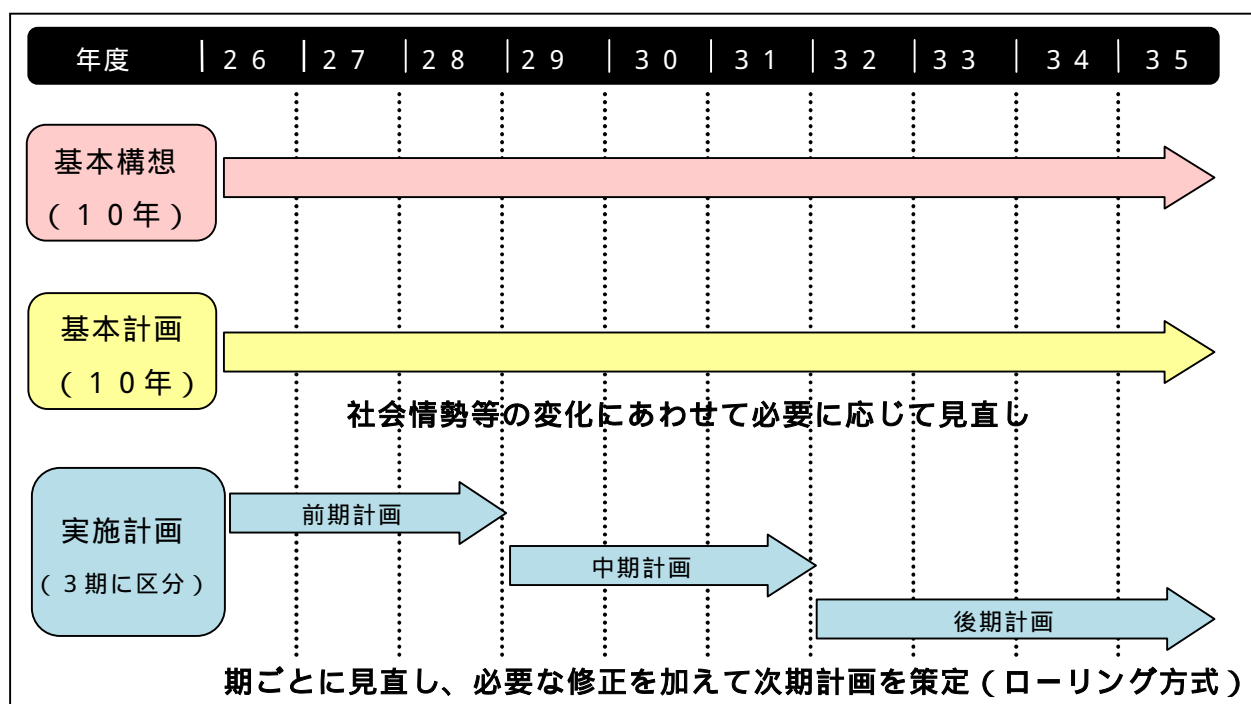 年度 26 27 28 29 30 31 32 33 34 35
基本構想
(10年)
基本計画
(10年)
社会情勢等の変化にあわせて必要に応じて見直し
実施計画
(3期に区分)
前期計画
中期計画
後期計画
期ごとに見直し、必要な修正を加えて次期計画を策定(ローリング方式)